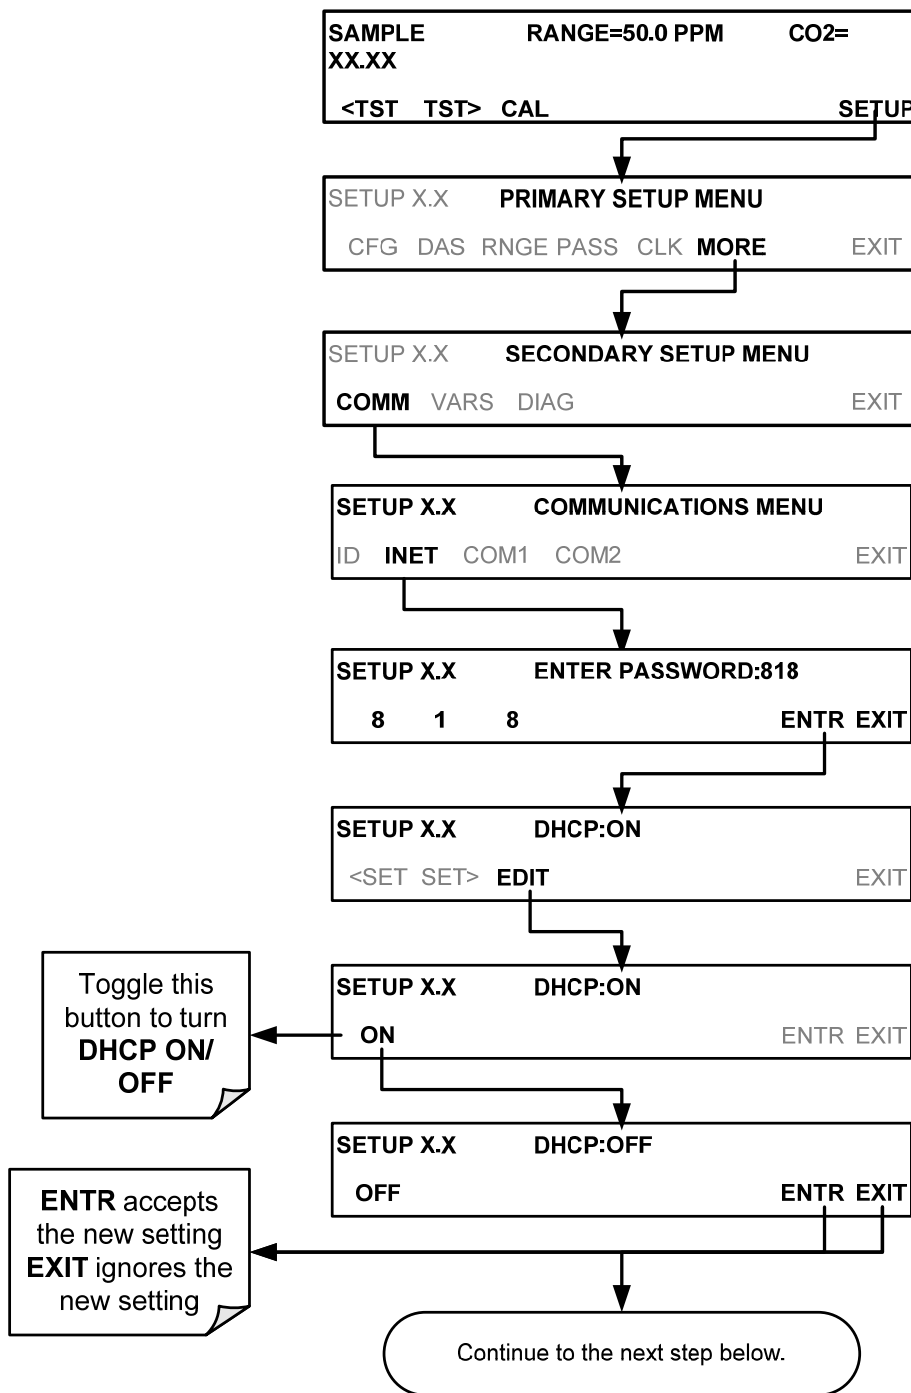 SAMPLE RANGE=50.0 PPM CO2=
XX.XX
<TST TST> CAL SETUP
SETUP X.X PRIMARY SETUP MENU
CFG DAS RNGE PASS CLK MORE EXIT
SETUP X.X SECONDARY SETUP MENU
COMM VARS DIAG EXIT
SETUP X.X COMMUNICATIONS MENU
ID INET COM1 COM2 EXIT
SETUP X.X ENTER PASSWORD:818
8 1 8 ENTR EXIT
SETUP X.X DHCP:ON
<SET SET> EDIT EXIT
Toggle this
button to turn
DHCP ON/
OFF
SETUP X.X DHCP:ON
ON ENTR EXIT
SETUP X.X DHCP:OFF
OFF ENTR EXIT
ENTR accepts
the new setting
EXIT ignores the
new setting
Continue to the next step below.